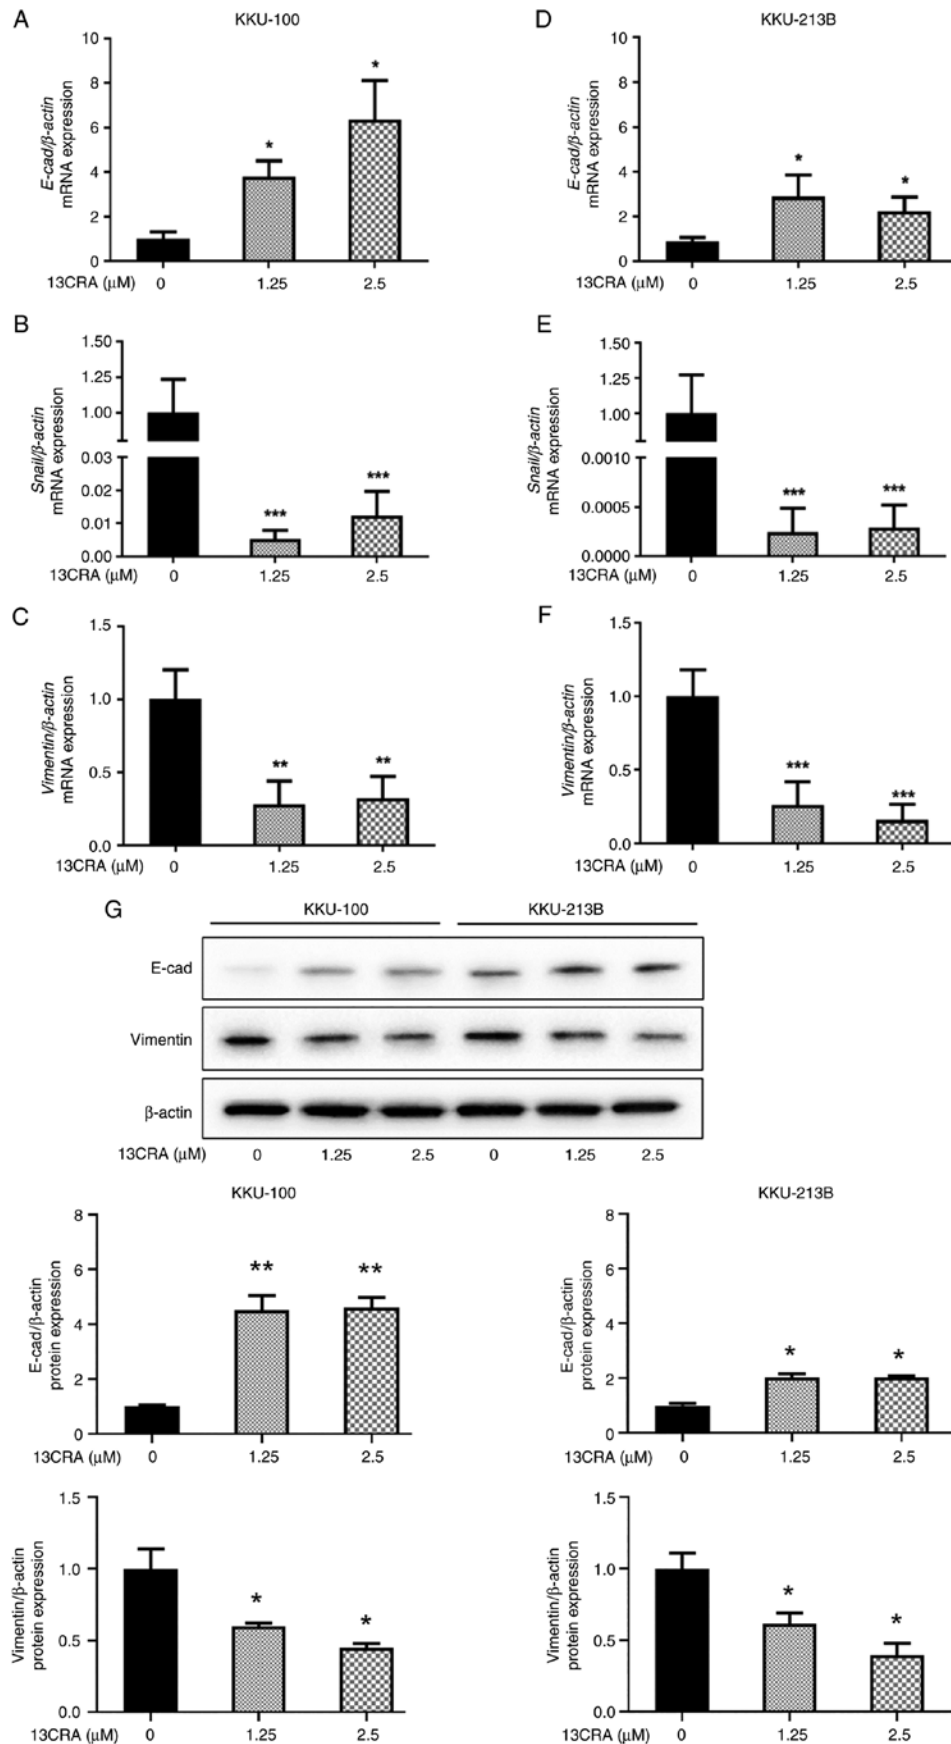 A
KKU-100
E-cad/β-actin
mRNA expression
10
8
6
4
2
0
*
*
13CRA (μM)
0
1.25
2.5
D
KKU-213B
E-cad/β-actin
mRNA expression
10
8
6
4
2
0
*
*
13CRA (μM)
0
1.25
2.5
B
Snail/β-actin
mRNA expression
1.50
1.25
1.00
0.03
0.02
0.01
0.00
***
***
13CRA (μM)
0
1.25
2.5
E
Snail/β-actin
mRNA expression
1.50
1.25
1.00
0.0010
0.0005
0.0000
***
***
13CRA (μM)
0
1.25
2.5
C
Vimentin/β-actin
mRNA expression
1.5
1.0
0.5
0.0
**
**
13CRA (μM)
0
1.25
2.5
F
Vimentin/β-actin
mRNA expression
1.5
1.0
0.5
0.0
***
***
13CRA (μM)
0
1.25
2.5
G
KKU-100
KKU-213B
E-cad
Vimentin
β-actin
13CRA (μM)
0
1.25
2.5
0
1.25
2.5
KKU-100
E-cad/β-actin
protein expression
8
6
4
2
0
**
**
13CRA (μM)
0
1.25
2.5
KKU-213B
E-cad/β-actin
protein expression
8
6
4
2
0
*
*
13CRA (μM)
0
1.25
2.5
Vimentin/β-actin
protein expression
1.5
1.0
0.5
0.0
*
*
13CRA (μM)
0
1.25
2.5
Vimentin/β-actin
protein expression
1.5
1.0
0.5
0.0
*
*
13CRA (μM)
0
1.25
2.5